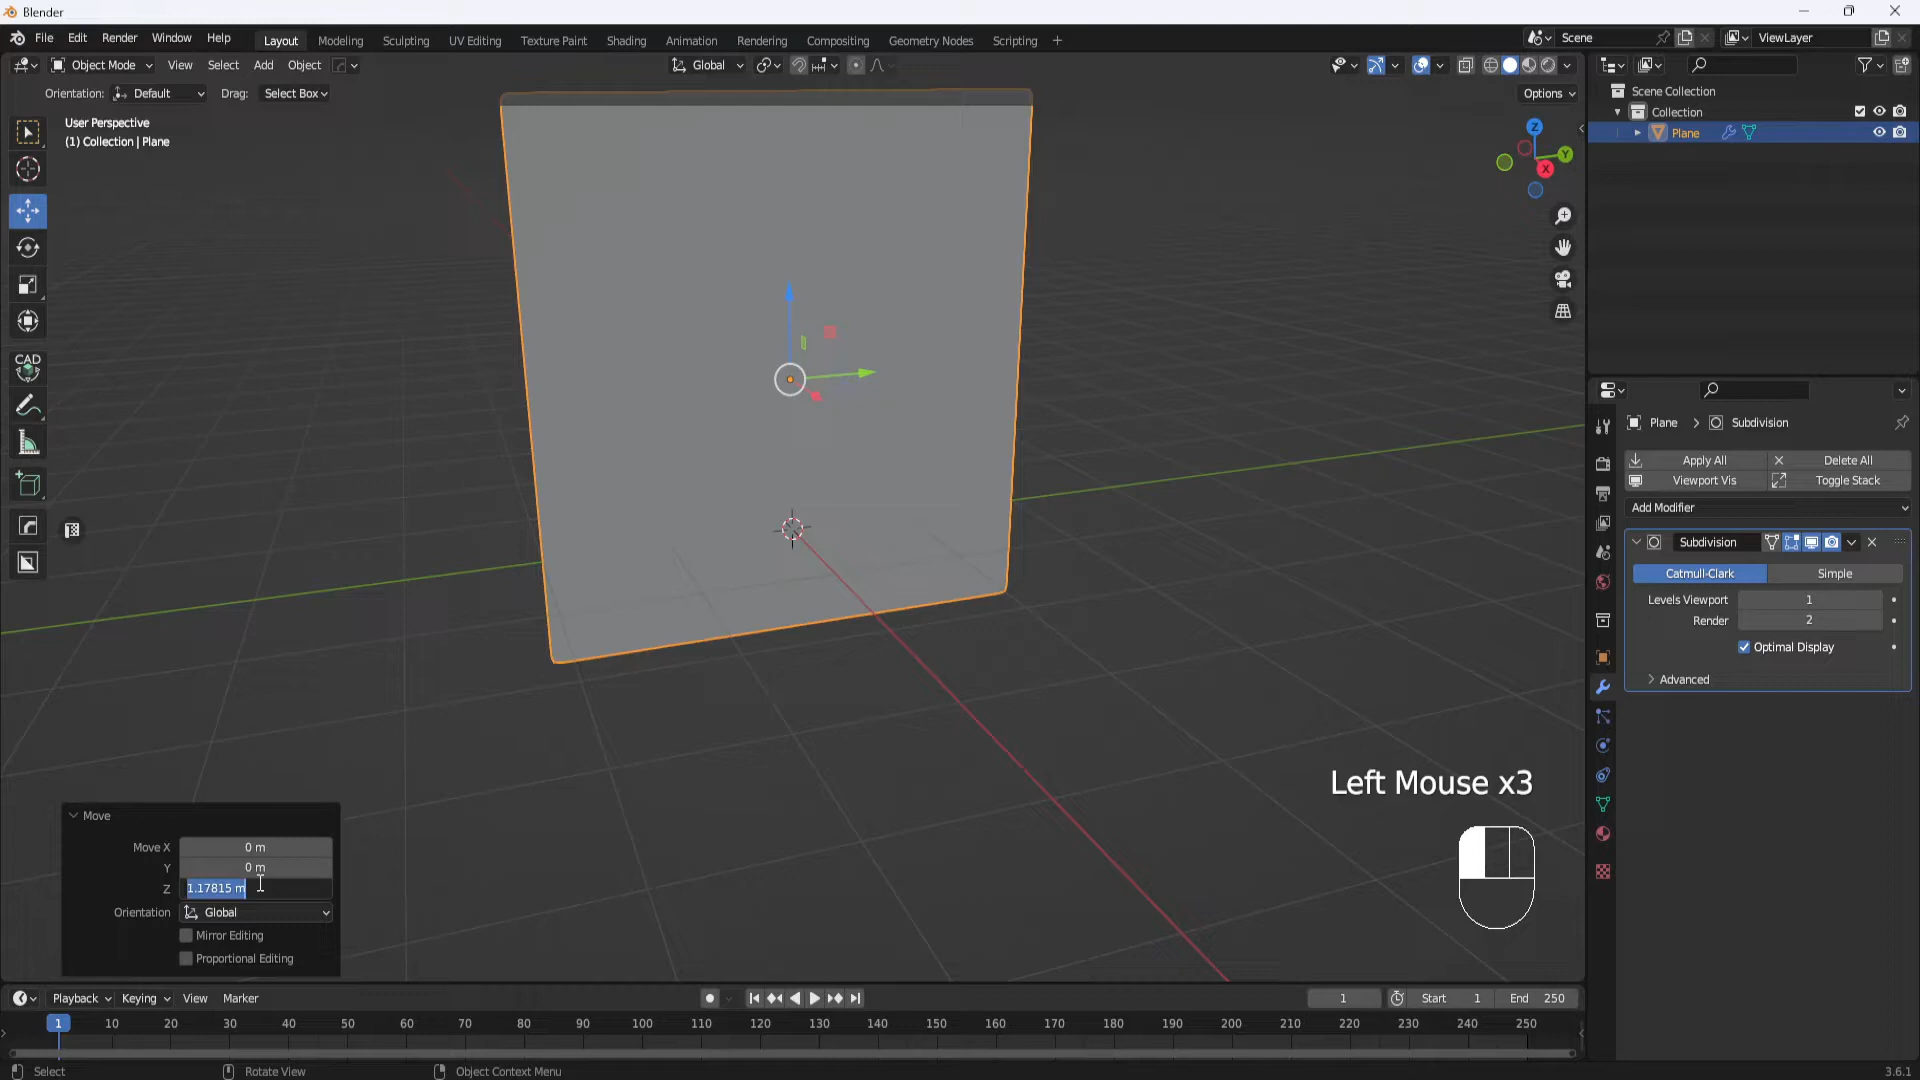 Blender
File Edit Render Window Help
Layout Modeling Sculpting UV Editing Texture Paint Shading Animation Rendering Compositing Geometry Nodes Scripting +
Scene
ViewLayer
Object Mode View Select Add Object
Global
Orientation: Default Drag: Select Box
Options
User Perspective
(1) Collection | Plane
Z
Y
X
CAD
Scene Collection
Collection
Plane
Plane > Subdivision
Apply All Delete All
Viewport Vis Toggle Stack
Add Modifier
Subdivision
Catmull-Clark Simple
Levels Viewport 1
Render 2
Optimal Display
Advanced
Left Mouse x3
Move
Move X 0 m
Y 0 m
Z 1.17815 m
Orientation Global
Mirror Editing
Proportional Editing
Playback Keying View Marker
1 Start 1 End 250
1 10 20 30 40 50 60 70 80 90 100 110 120 130 140 150 160 170 180 190 200 210 220 230 240 250
Select Rotate View Object Context Menu 3.6.1